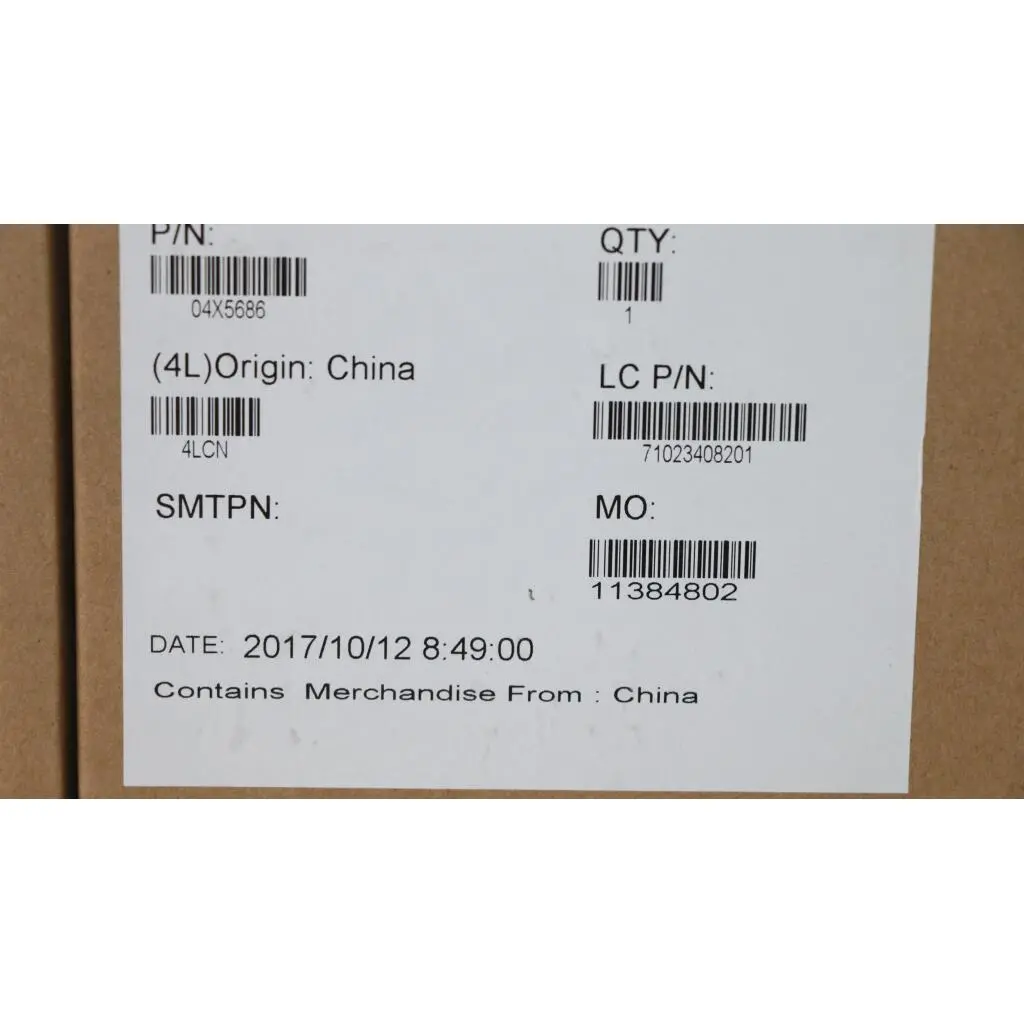 P/N:
QTY:
04X5686
1
(4L)Origin: China
LC P/N:
4LCN
71023408201
SMTPN:
MO:
11384802
DATE: 2017/10/12 8:49:00
Contains Merchandise From : China